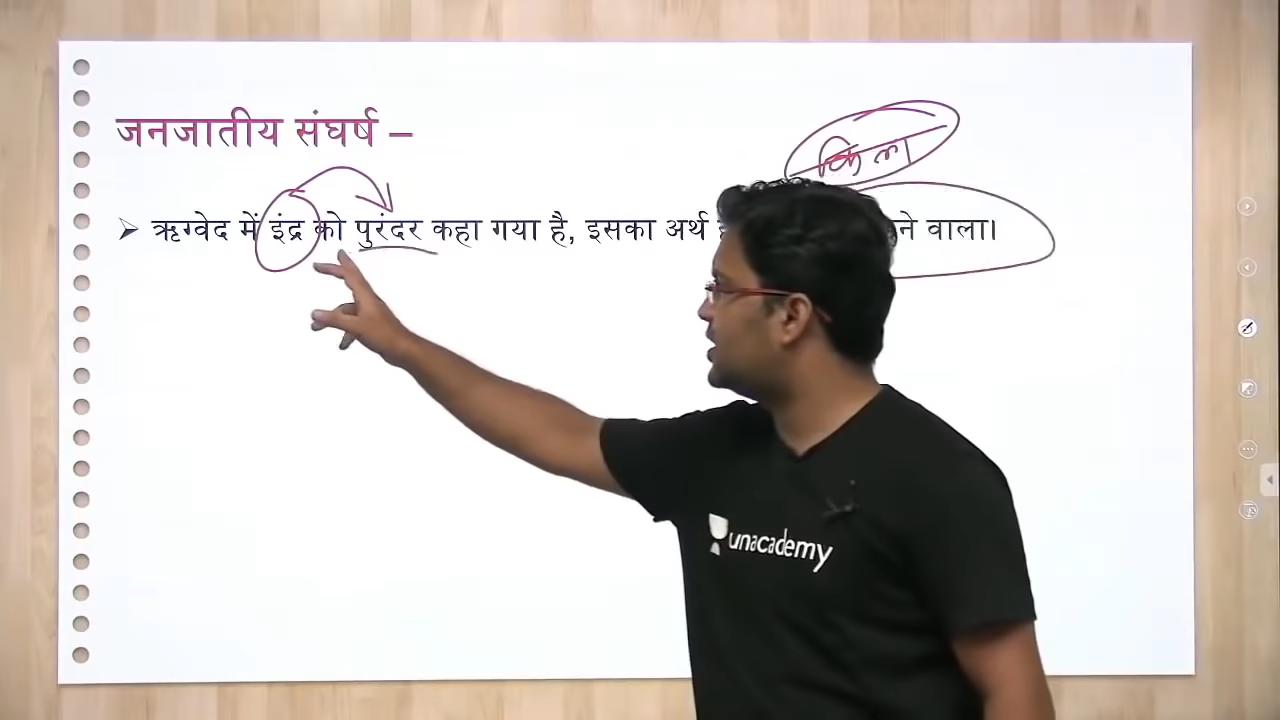 जनजातीय संघर्ष –
किला
➢ ऋग्वेद में इंद्र को पुरंदर कहा गया है, इसका अर्थ ने वाला।
unacademy